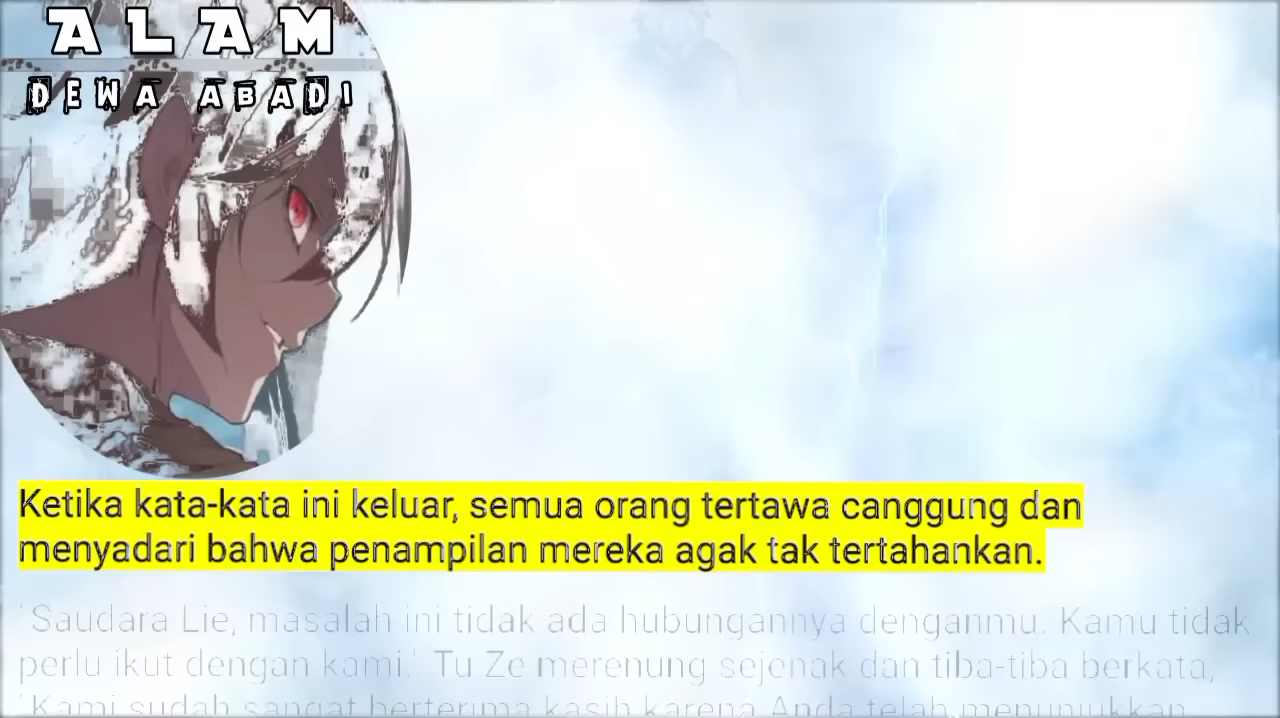 ALAM
DEWA ABADI
Ketika kata-kata ini keluar, semua orang tertawa canggung dan
menyadari bahwa penampilan mereka agak tak tertahankan.
'Saudara Lie, masalah ini tidak ada hubungannya denganmu. Kamu tidak
perlu ikut dengan kami.' Tu Ze merenung sejenak dan tiba-tiba berkata,
'Kami sudah sangat berterima kasih karena Anda telah menunjukkan